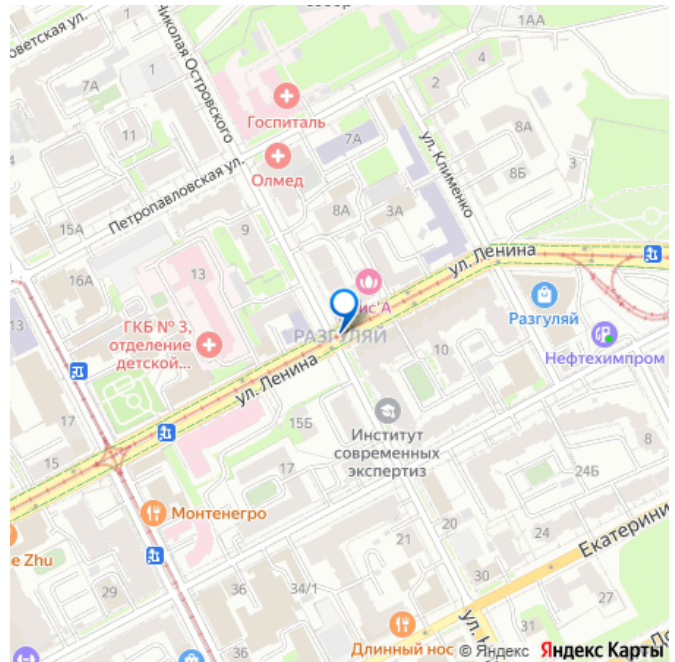 1АА
оветская ул.
Николая Островского
1
4
2
7А
Госпиталь
ул. Клименко
8А
11
7А
Олмед
8Б
3
Петропавловская ул.
8А
3А
15А
9
ул. Ленина
16А
13
13
ис'А
Разгуляй
ГКБ № 3,
отделение
детской...
РАЗГУЛЯЙ
10
Нефтехимпром
ул. Ленина
15Б
17
Институт
современных
экспертиз
15
17
8
24Б
Монтенегро
20
24
Екатерини
e Zhu
21
30
29
36
34/1
27
31
ул. Н
36
Длинный нос
© Яндекс Яндекс Карты